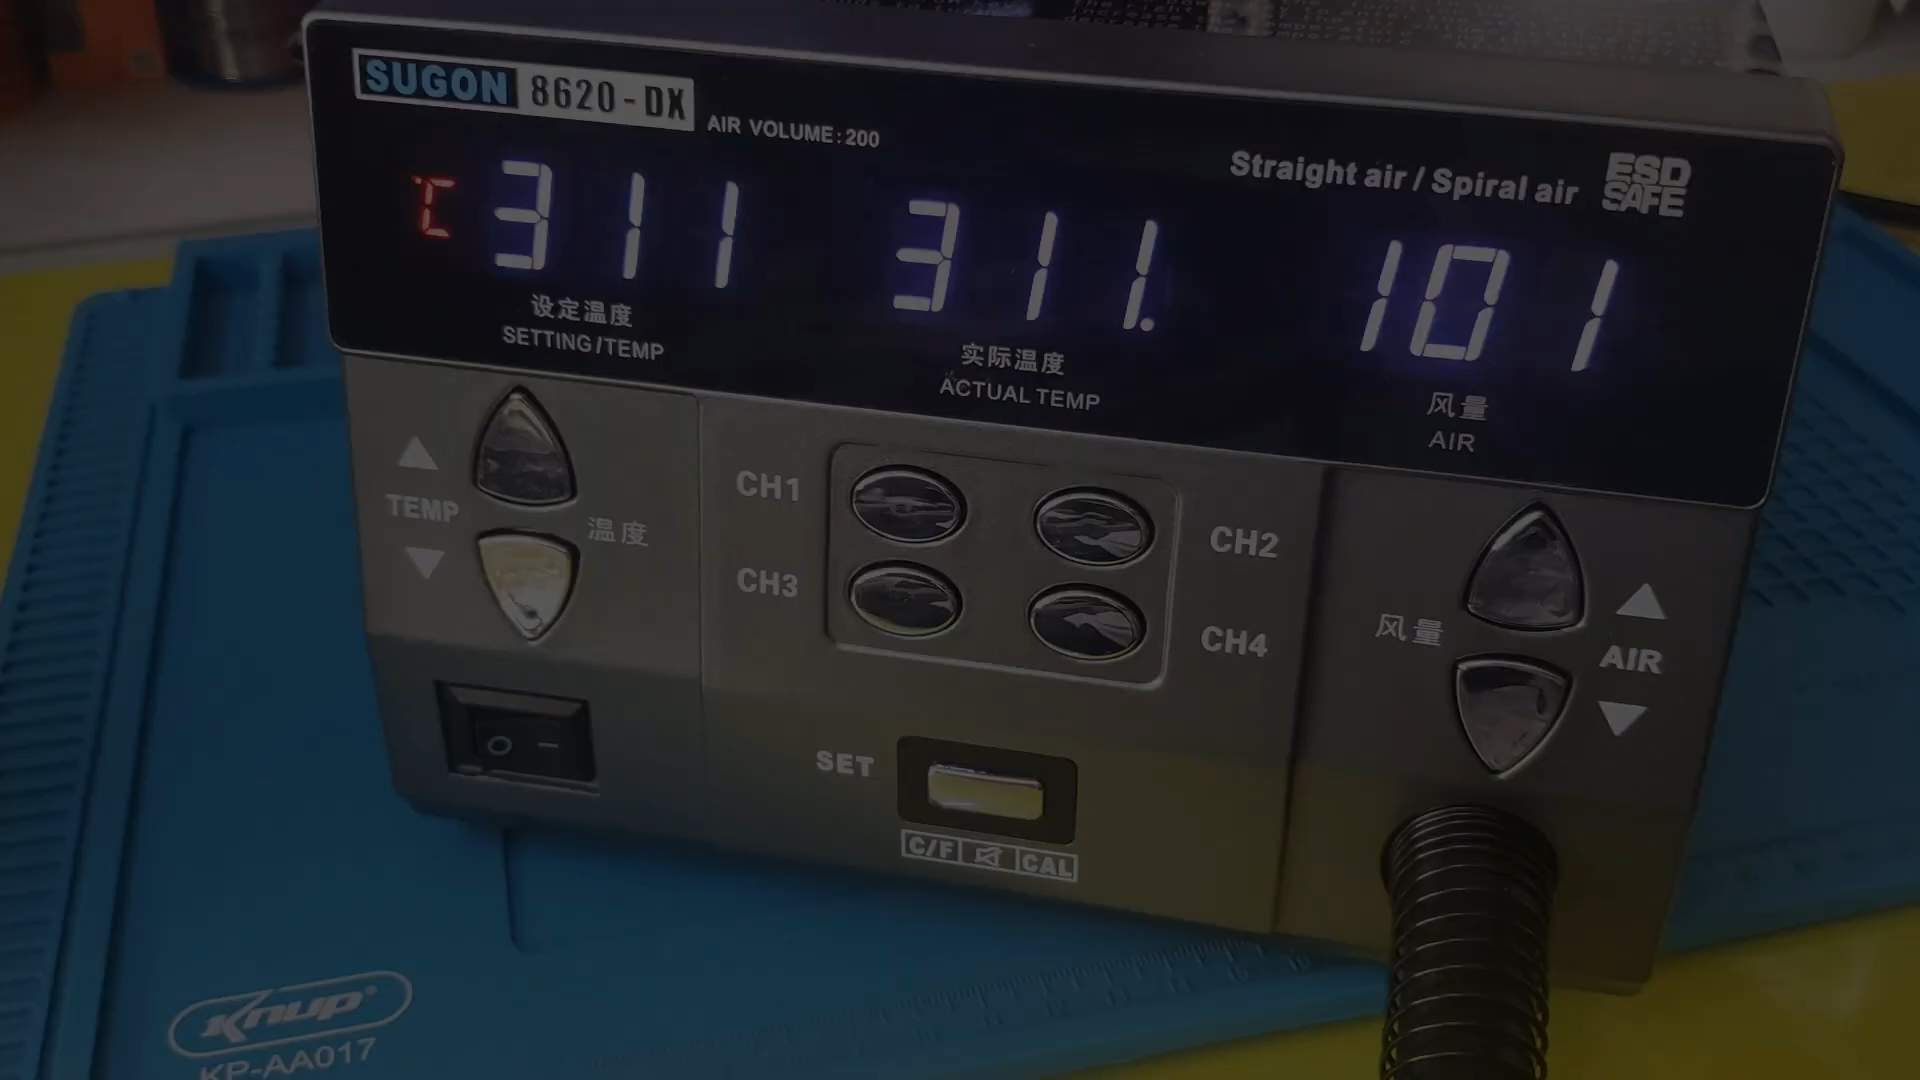 SUGON 8620-DX
AIR VOLUME:200
Straight air / Spiral air
ESD
SAFE
℃ 311
311.
101
设定温度
SETTING/TEMP
实际温度
ACTUAL TEMP
风量
AIR
TEMP
温度
CH1
CH2
CH3
CH4
风量
AIR
SET
C/F
CAL
Knup®
KP-AA017